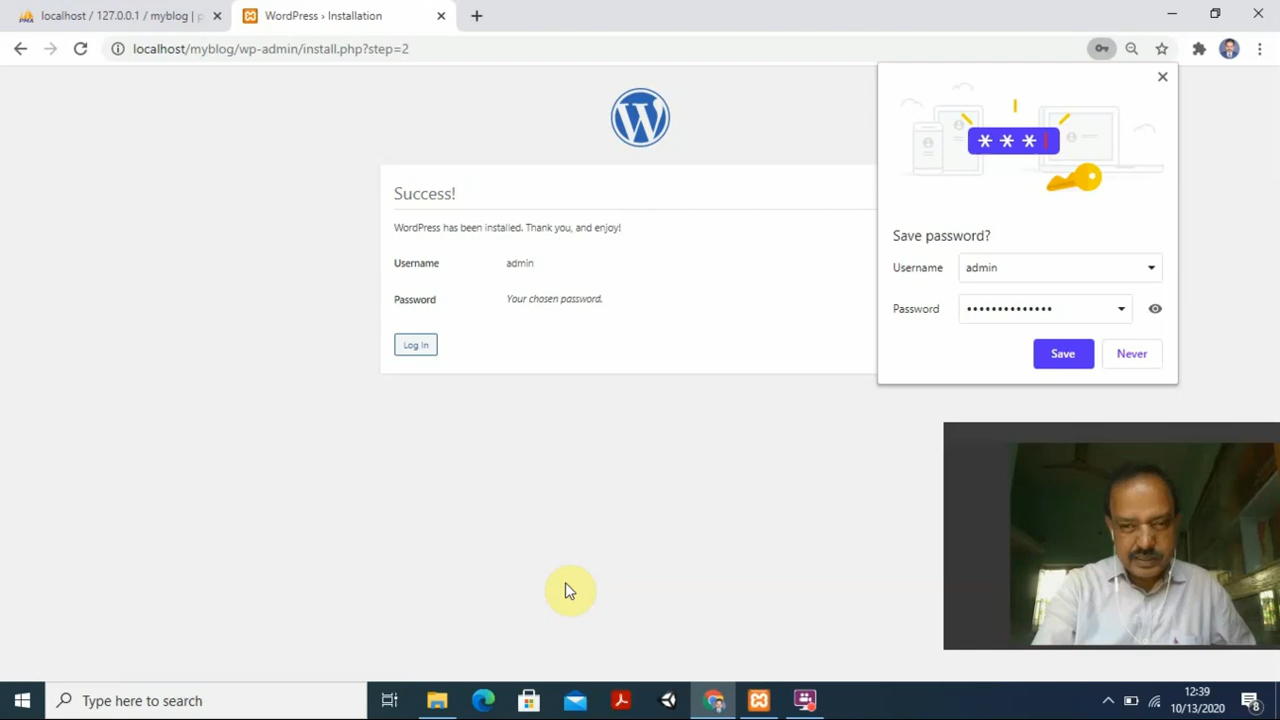 localhost / 127.0.0.1 / myblog | p
WordPress › Installation
localhost/myblog/wp-admin/install.php?step=2
Success!
WordPress has been installed. Thank you, and enjoy!
Username admin
Password Your chosen password.
Log In
* * *
Save password?
Username admin
Password ••••••••••••••
Save Never
Type here to search
12:39
10/13/2020
8